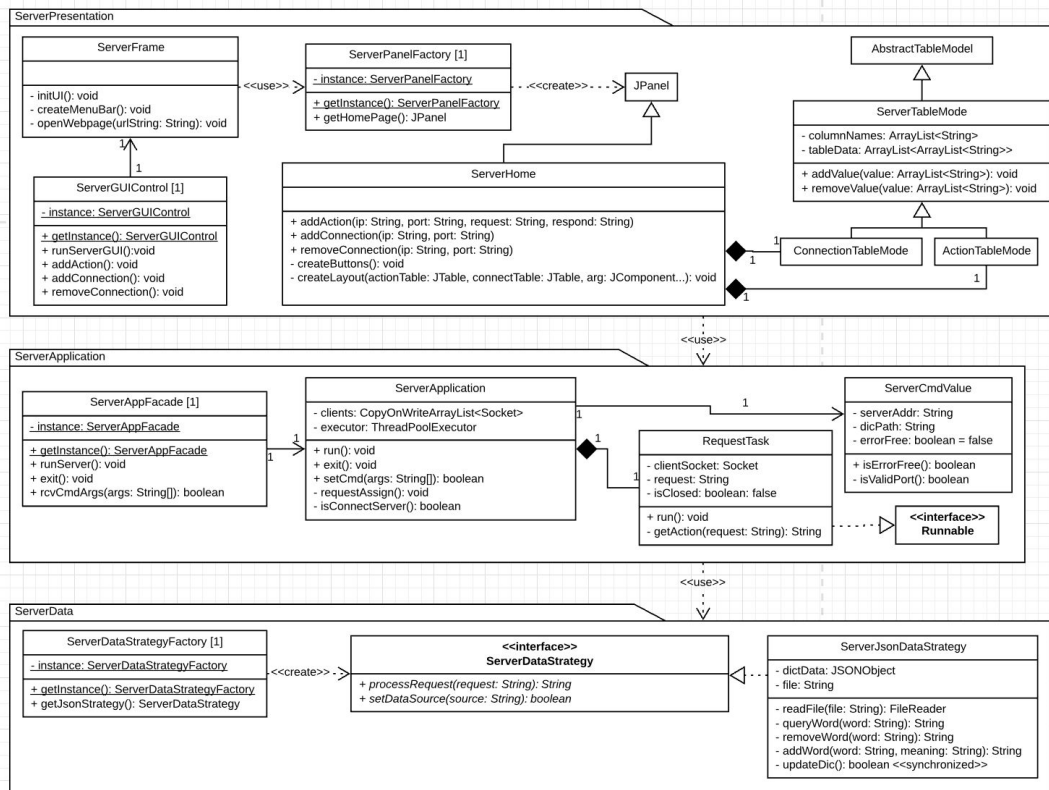 ServerPresentation
ServerFrame
- initUI(): void
- createMenuBar(): void
- openWebpage(urlString: String): void
<<use>>
ServerPanelFactory [1]
- instance: ServerPanelFactory
+ getInstance(): ServerPanelFactory
+ getHomePage(): JPanel
<<create>>
JPanel
AbstractTableModel
ServerTableMode
- columnNames: ArrayList<String>
- tableData: ArrayList<ArrayList<String>>
+ addValue(value: ArrayList<String>): void
+ removeValue(value: ArrayList<String>): void
1
1
ServerGUIControl [1]
- instance: ServerGUIControl
+ getInstance(): ServerGUIControl
+ runServerGUI():void
+ addAction(): void
+ addConnection(): void
+ removeConnection(): void
ServerHome
+ addAction(ip: String, port: String, request: String, respond: String)
+ addConnection(ip: String, port: String)
+ removeConnection(ip: String, port: String)
- createButtons(): void
- createLayout(actionTable: JTable, connectTable: JTable, arg: JComponent...): void
1
1
ConnectionTableMode
ActionTableMode
1
1
<<use>>
ServerApplication
ServerAppFacade [1]
- instance: ServerAppFacade
+ getInstance(): ServerAppFacade
+ runServer(): void
+ exit(): void
+ rcvCmdArgs(args: String[]): boolean
1
1
ServerApplication
- clients: CopyOnWriteArrayList<Socket>
- executor: ThreadPoolExecutor
+ run(): void
+ exit(): void
+ setCmd(args: String[]): boolean
- requestAssign(): void
- isConnectServer(): boolean
1
1
1
1
RequestTask
- clientSocket: Socket
- request: String
- isClosed: boolean: false
+ run(): void
- getAction(request: String): String
ServerCmdValue
- serverAddr: String
- dicPath: String
- errorFree: boolean = false
+ isErrorFree(): boolean
- isValidPort(): boolean
<<interface>>
Runnable
<<use>>
ServerData
ServerDataStrategyFactory [1]
- instance: ServerDataStrategyFactory
+ getInstance(): ServerDataStrategyFactory
+ getJsonStrategy(): ServerDataStrategy
<<create>>
<<interface>>
ServerDataStrategy
+ processRequest(request: String): String
+ setDataSource(source: String): boolean
ServerJsonDataStrategy
- dictData: JSONObject
- file: String
- readFile(file: String): FileReader
- queryWord(word: String): String
- removeWord(word: String): String
- addWord(word: String, meaning: String): String
- updateDic(): boolean <<synchronized>>